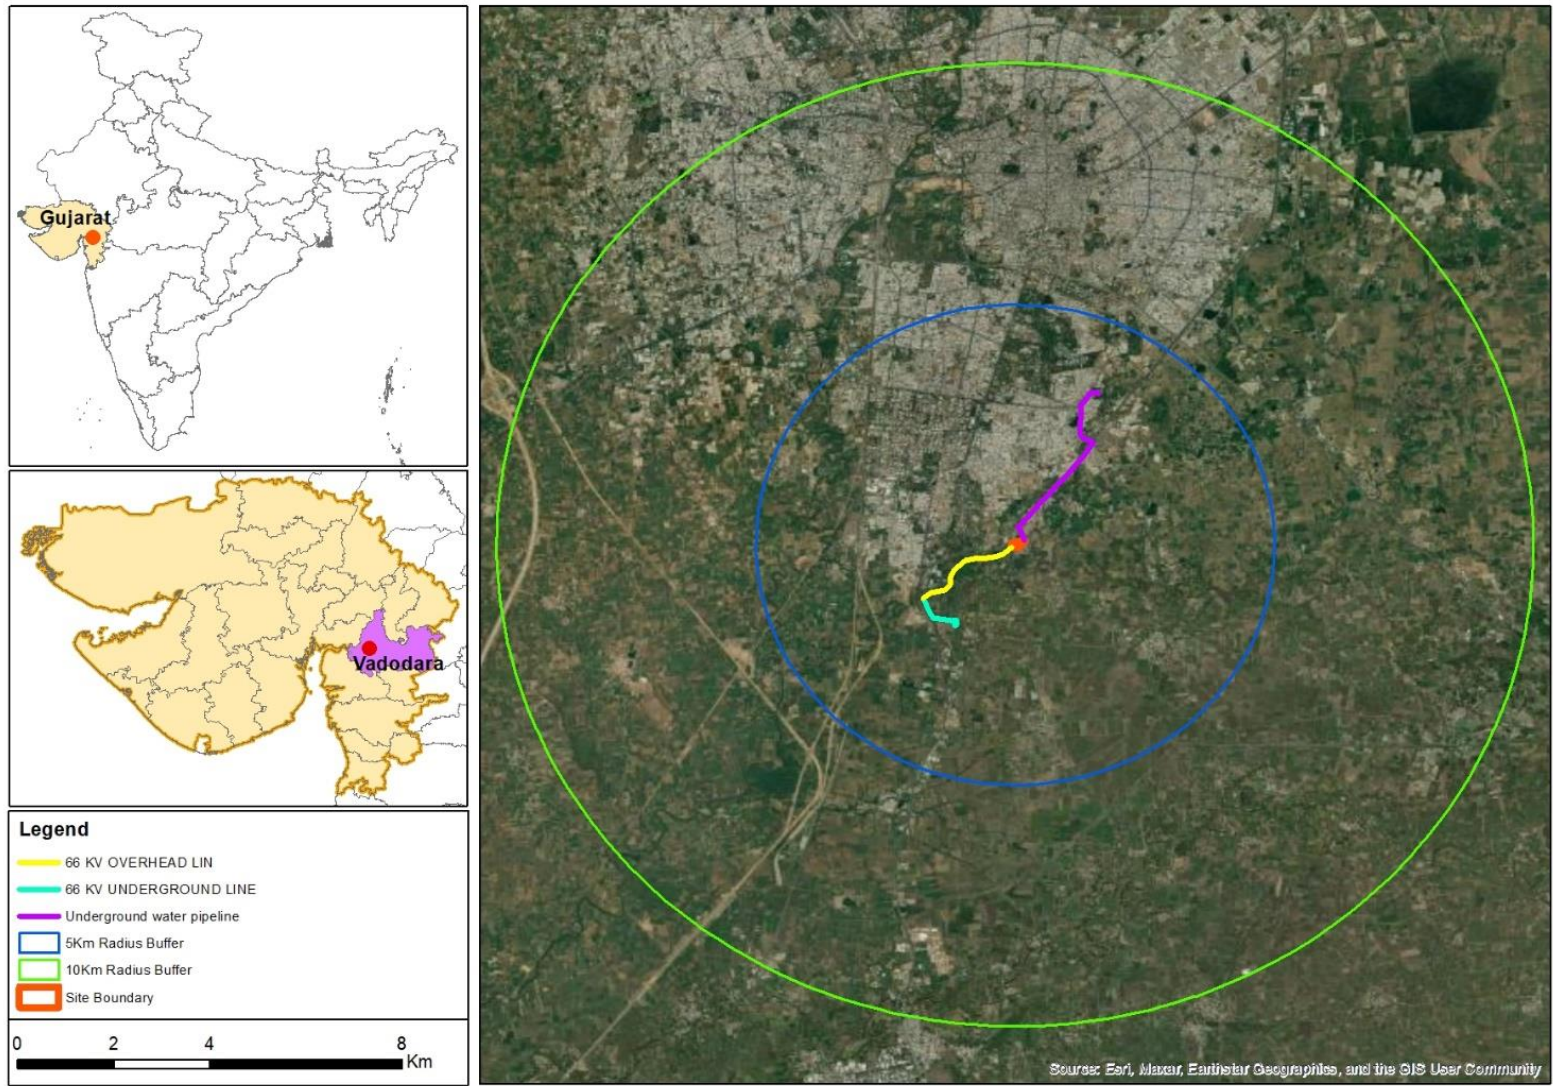 Gujarat
Vadodara
Legend
66 KV OVERHEAD LIN
66 KV UNDERGROUND LINE
Underground water pipeline
5Km Radius Buffer
10Km Radius Buffer
Site Boundary
0 2 4 8
Km
Source: Esri, Maxar, Earthstar Geographics, and the GIS User Community